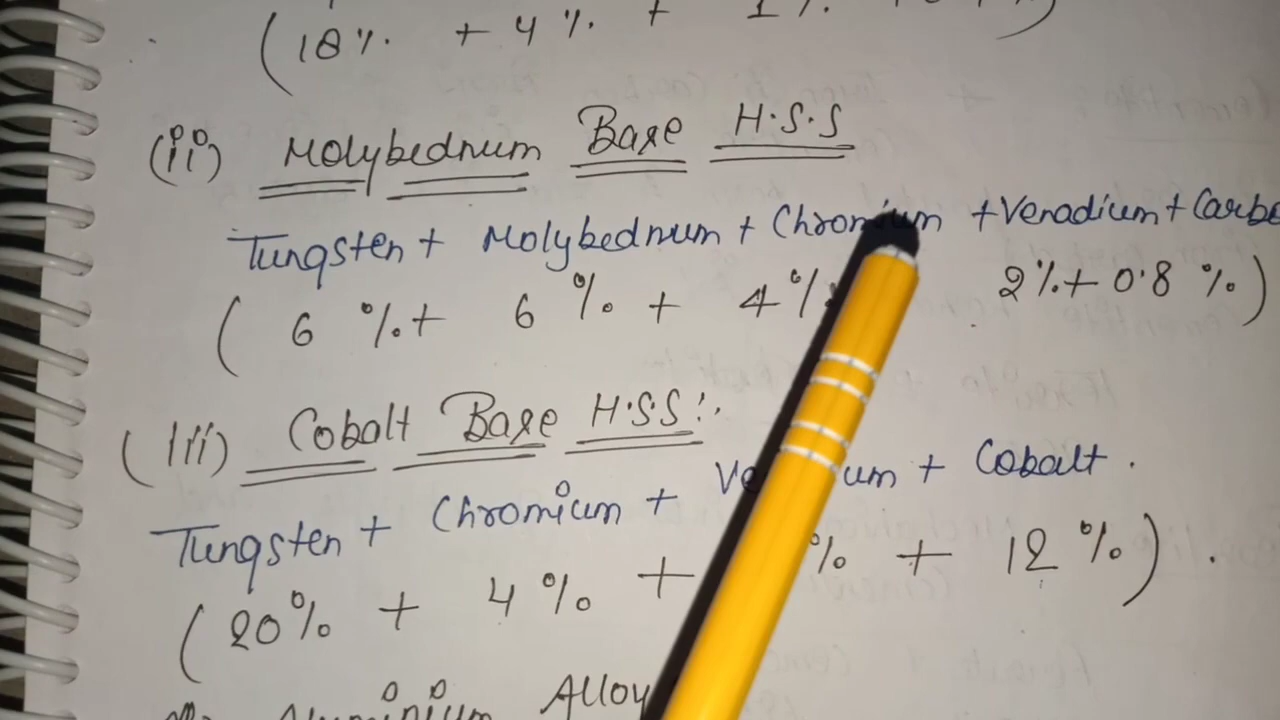 (18% + 4% + 1%
(ii) Molybednum Base H.S.S
Tungsten + Molybednum + Chromium + Veradium + Carbo
( 6 % + 6 % + 4 % 2% + 0.8 % )
(iii) Cobalt Base H.S.S:.
Tungsten + Chromium + um + Cobalt .
( 20% + 4% + % + 12 % ) .
Aluminium Alloy